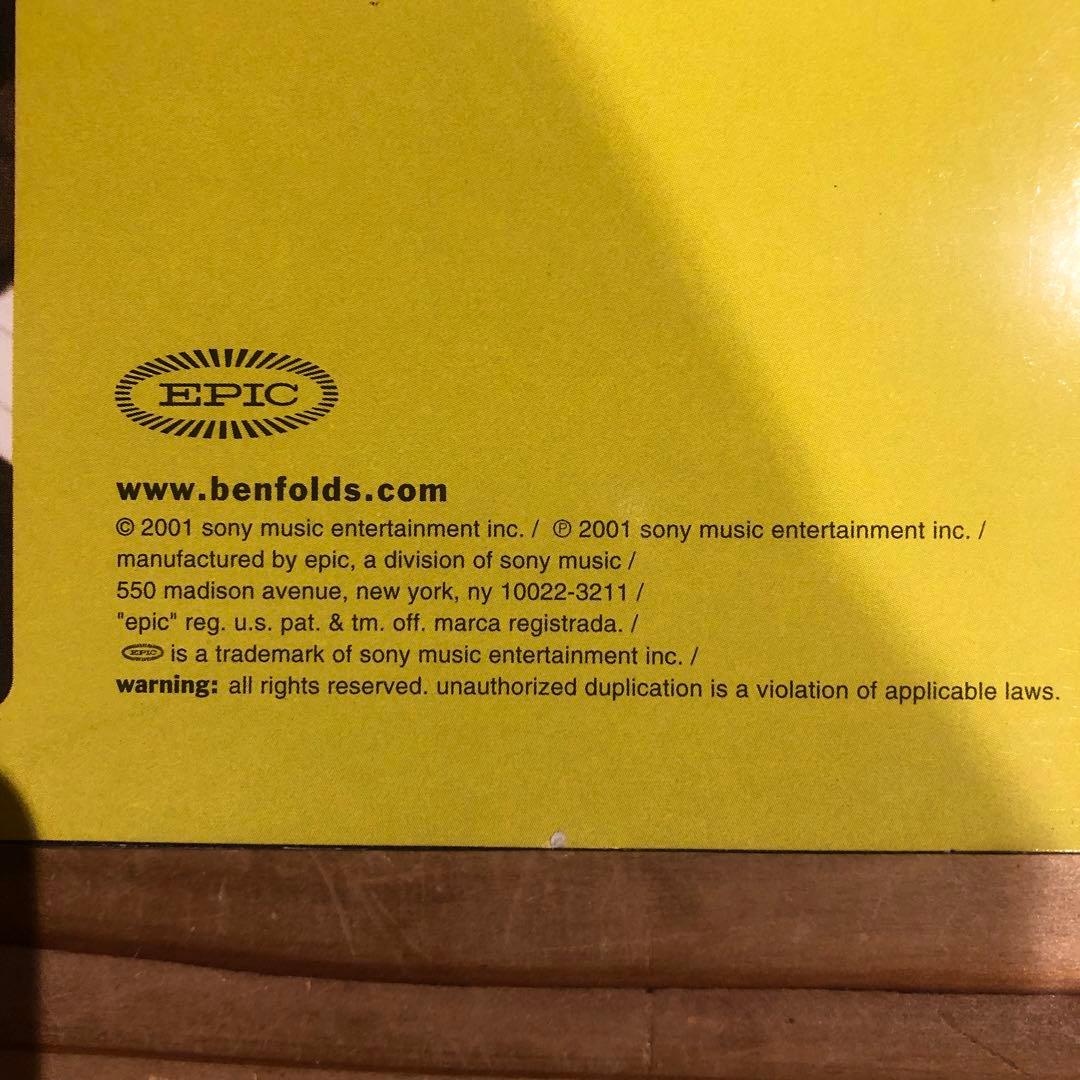 EPIC
www.benfolds.com
© 2001 sony music entertainment inc. / ℗ 2001 sony music entertainment inc. /
manufactured by epic, a division of sony music /
550 madison avenue, new york, ny 10022-3211 /
"epic" reg. u.s. pat. & tm. off. marca registrada. /
EPIC is a trademark of sony music entertainment inc. /
warning: all rights reserved. unauthorized duplication is a violation of applicable laws.